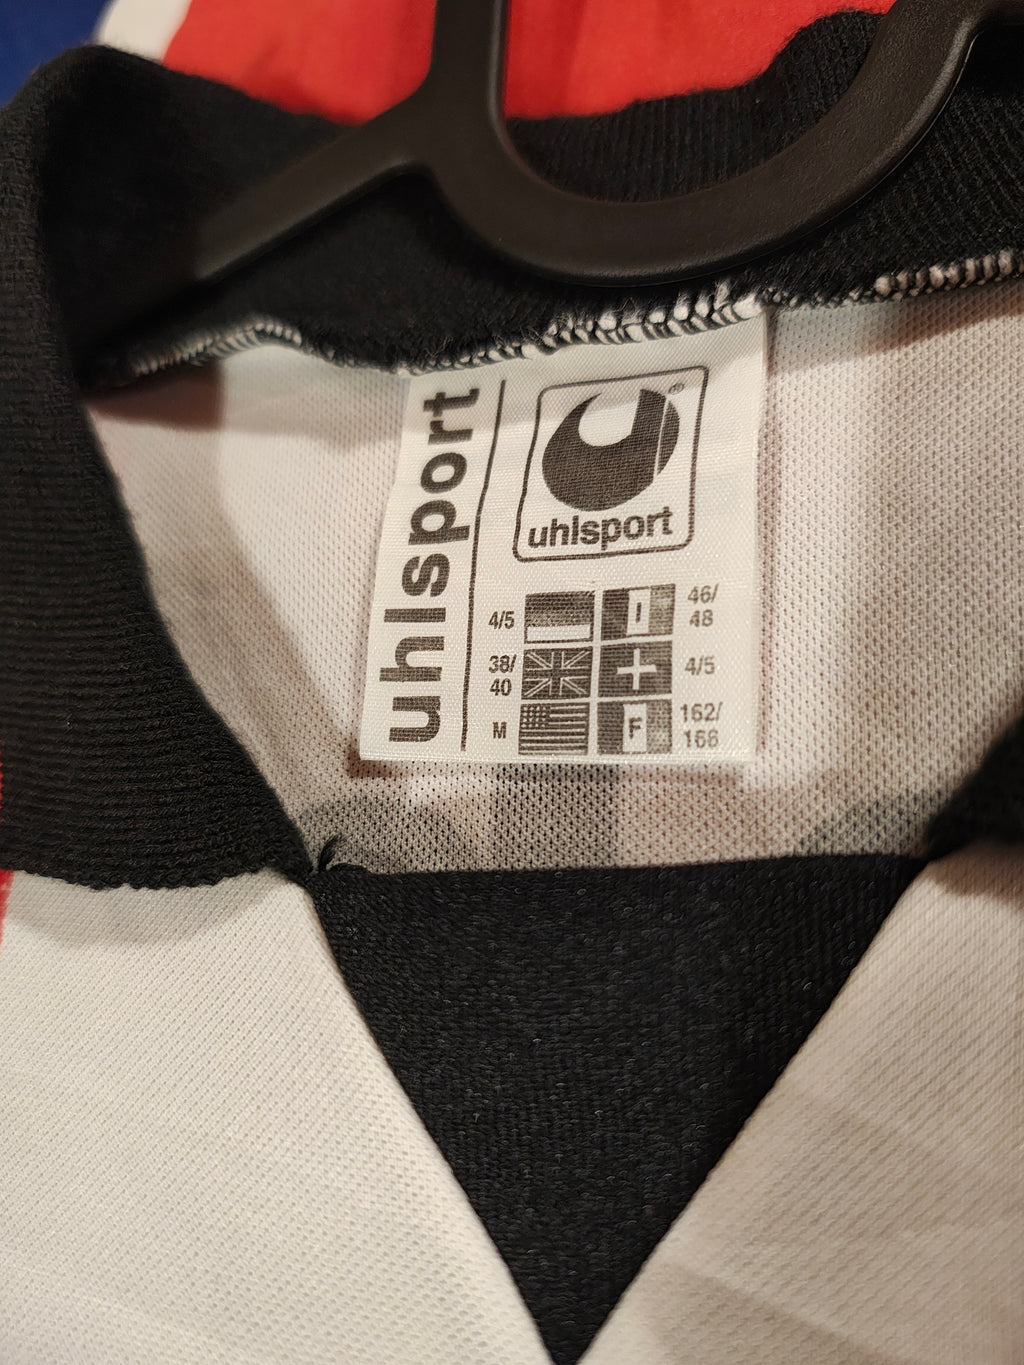 uhlsport
®
uhlsport
4/5 I 46/
48
38/
40 4/5
M F 162/
168